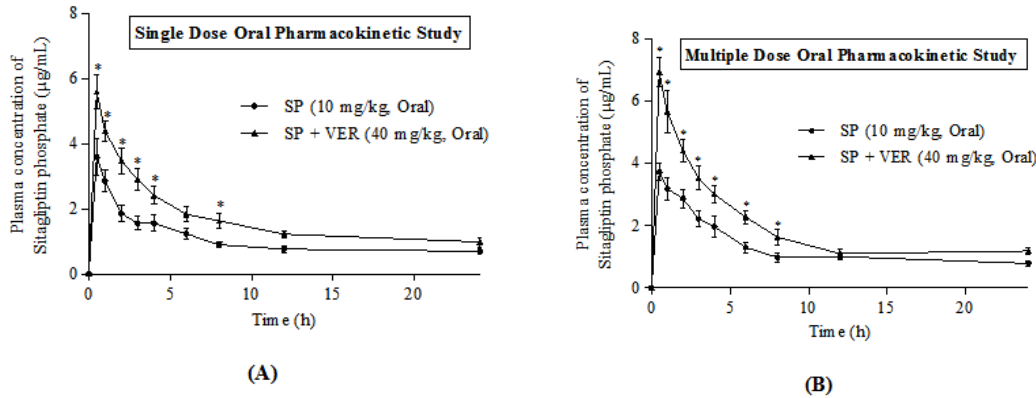 Single Dose Oral Pharmacokinetic Study
Plasma concentration of
Sitagliptin phosphate (μg/mL)
8
6
4
2
0
* * * * * *
SP (10 mg/kg, Oral)
SP + VER (40 mg/kg, Oral)
0 5 10 15 20
Time (h)
(A)
Multiple Dose Oral Pharmacokinetic Study
Plasma concentration of
Sitagliptin phosphate (μg/mL)
8
6
4
2
0
* * * * * * *
SP (10 mg/kg, Oral)
SP + VER (40 mg/kg, Oral)
0 5 10 15 20
Time (h)
(B)